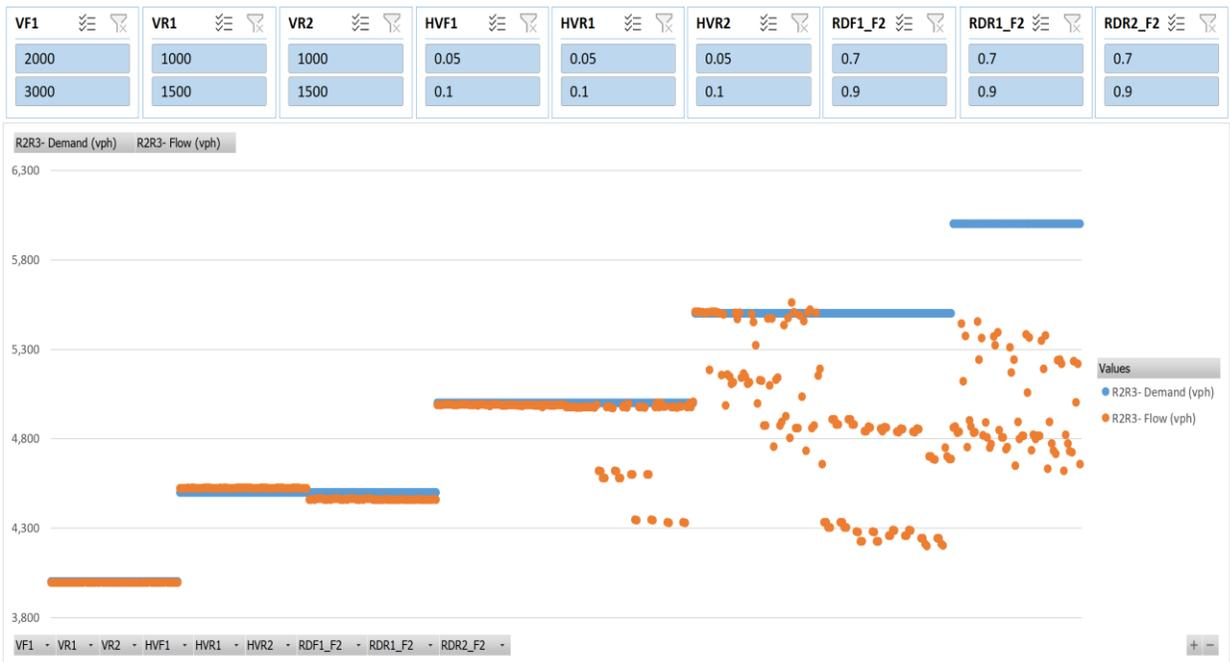 VF1 VR1 VR2 HVF1 HVR1 HVR2 RDF1_F2 RDR1_F2 RDR2_F2
2000 1000 1000 0.05 0.05 0.05 0.7 0.7 0.7
3000 1500 1500 0.1 0.1 0.1 0.9 0.9 0.9
R2R3- Demand (vph) R2R3- Flow (vph)
6,300
5,800
5,300
4,800
4,300
3,800
Values
R2R3- Demand (vph)
R2R3- Flow (vph)
VF1 VR1 VR2 HVF1 HVR1 HVR2 RDF1_F2 RDR1_F2 RDR2_F2
+ −